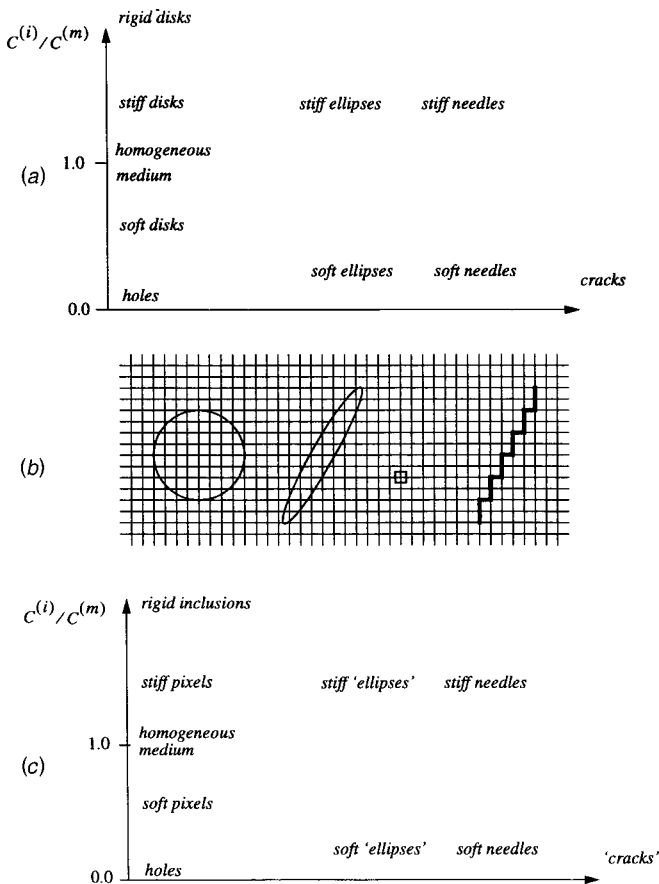 rigid disks
C(i)/C(m)
stiff disks stiff ellipses stiff needles
homogeneous
1.0
medium
(a)
soft disks
soft ellipses soft needles
cracks
holes
0.0
(b)
C(i)/C(m) rigid inclusions
stiff pixels stiff 'ellipses' stiff needles
homogeneous
1.0
medium
(c)
soft pixels
soft 'ellipses' soft needles
'cracks'
holes
0.0